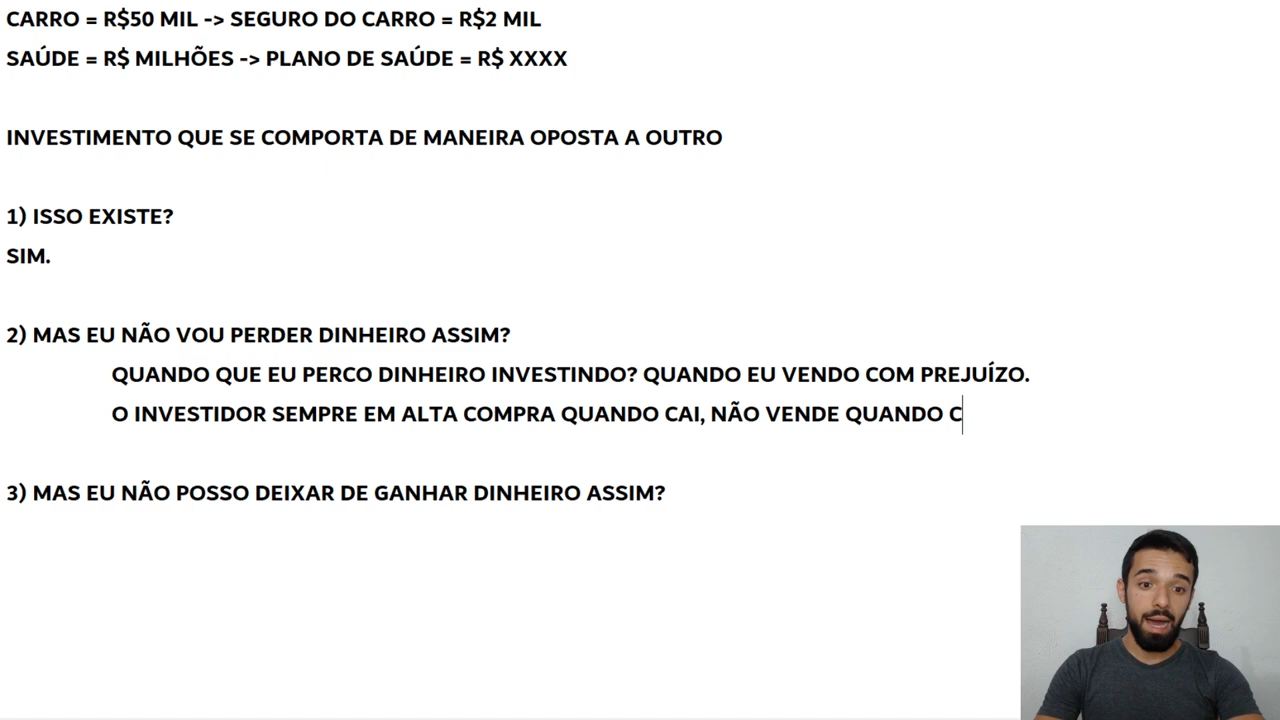 CARRO = R$50 MIL -> SEGURO DO CARRO = R$2 MIL
SAÚDE = R$ MILHÕES -> PLANO DE SAÚDE = R$ XXXX
INVESTIMENTO QUE SE COMPORTA DE MANEIRA OPOSTA A OUTRO
1) ISSO EXISTE?
SIM.
2) MAS EU NÃO VOU PERDER DINHEIRO ASSIM?
QUANDO QUE EU PERCO DINHEIRO INVESTINDO? QUANDO EU VENDO COM PREJUÍZO.
O INVESTIDOR SEMPRE EM ALTA COMPRA QUANDO CAI, NÃO VENDE QUANDO C
3) MAS EU NÃO POSSO DEIXAR DE GANHAR DINHEIRO ASSIM?